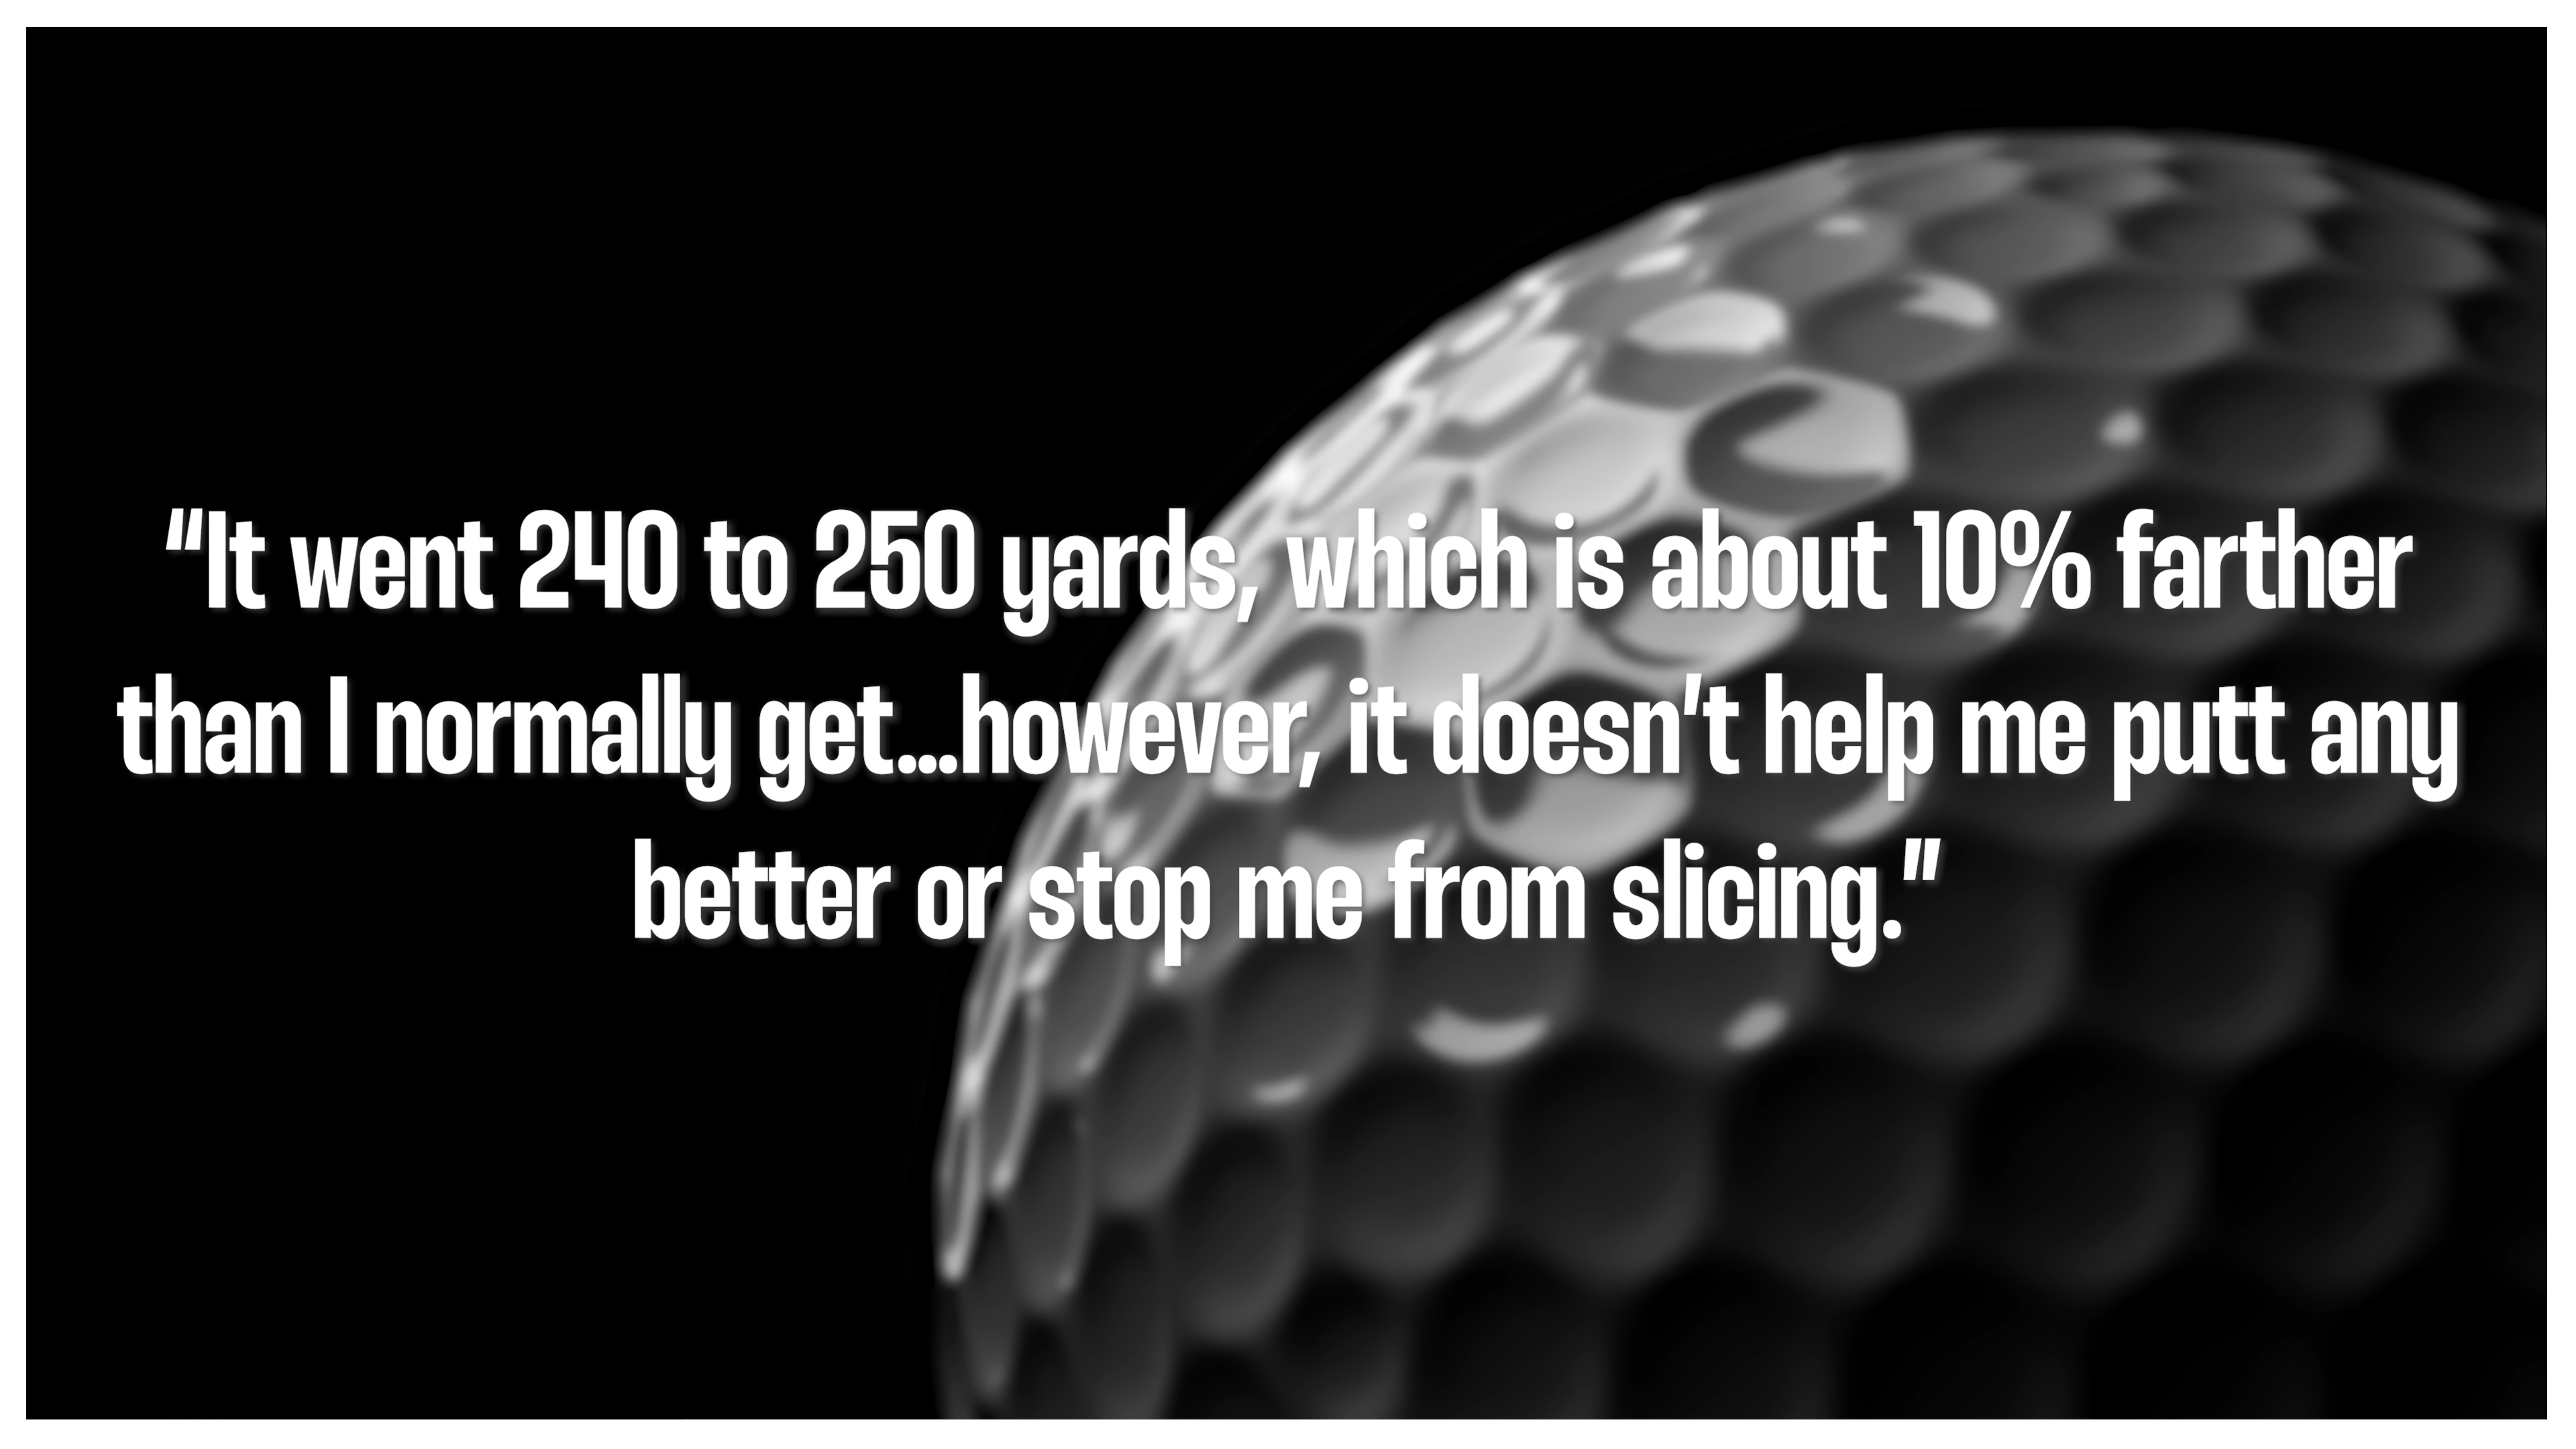 "It went 240 to 250 yards, which is about 10% farther
than I normally get...however, it doesn't help me putt any
better or stop me from slicing."